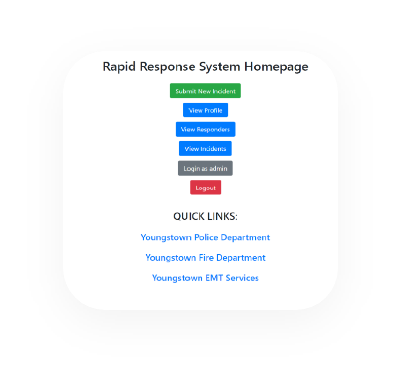 Rapid Response System Homepage
Submit New Incident
View Profile
View Responders
View Incidents
Login as admin
Logout
QUICK LINKS:
Youngstown Police Department
Youngstown Fire Department
Youngstown EMT Services